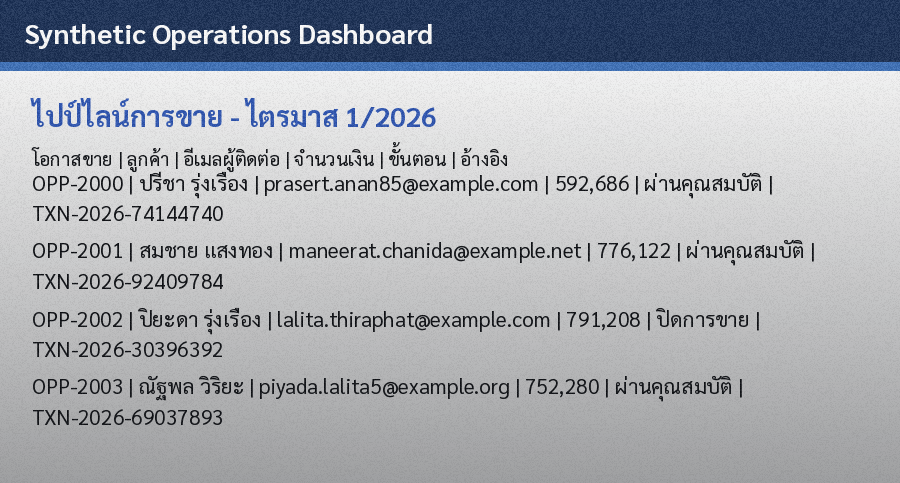 Synthetic Operations Dashboard
ไปป์ไลน์การขาย - ไตรมาส 1/2026
โอกาสขาย | ลูกค้า | อีเมลผู้ติดต่อ | จำนวนเงิน | ขั้นตอน | อ้างอิง
OPP-2000 | ปรีชา รุ่งเรือง | prasert.anan85@example.com | 592,686 | ผ่านคุณสมบัติ |
TXN-2026-74144740
OPP-2001 | สมชาย แสงทอง | maneerat.chanida@example.net | 776,122 | ผ่านคุณสมบัติ |
TXN-2026-92409784
OPP-2002 | ปิยะดา รุ่งเรือง | lalita.thiraphat@example.com | 791,208 | ปิดการขาย |
TXN-2026-30396392
OPP-2003 | ณัฐพล วิริยะ | piyada.lalita5@example.org | 752,280 | ผ่านคุณสมบัติ |
TXN-2026-69037893